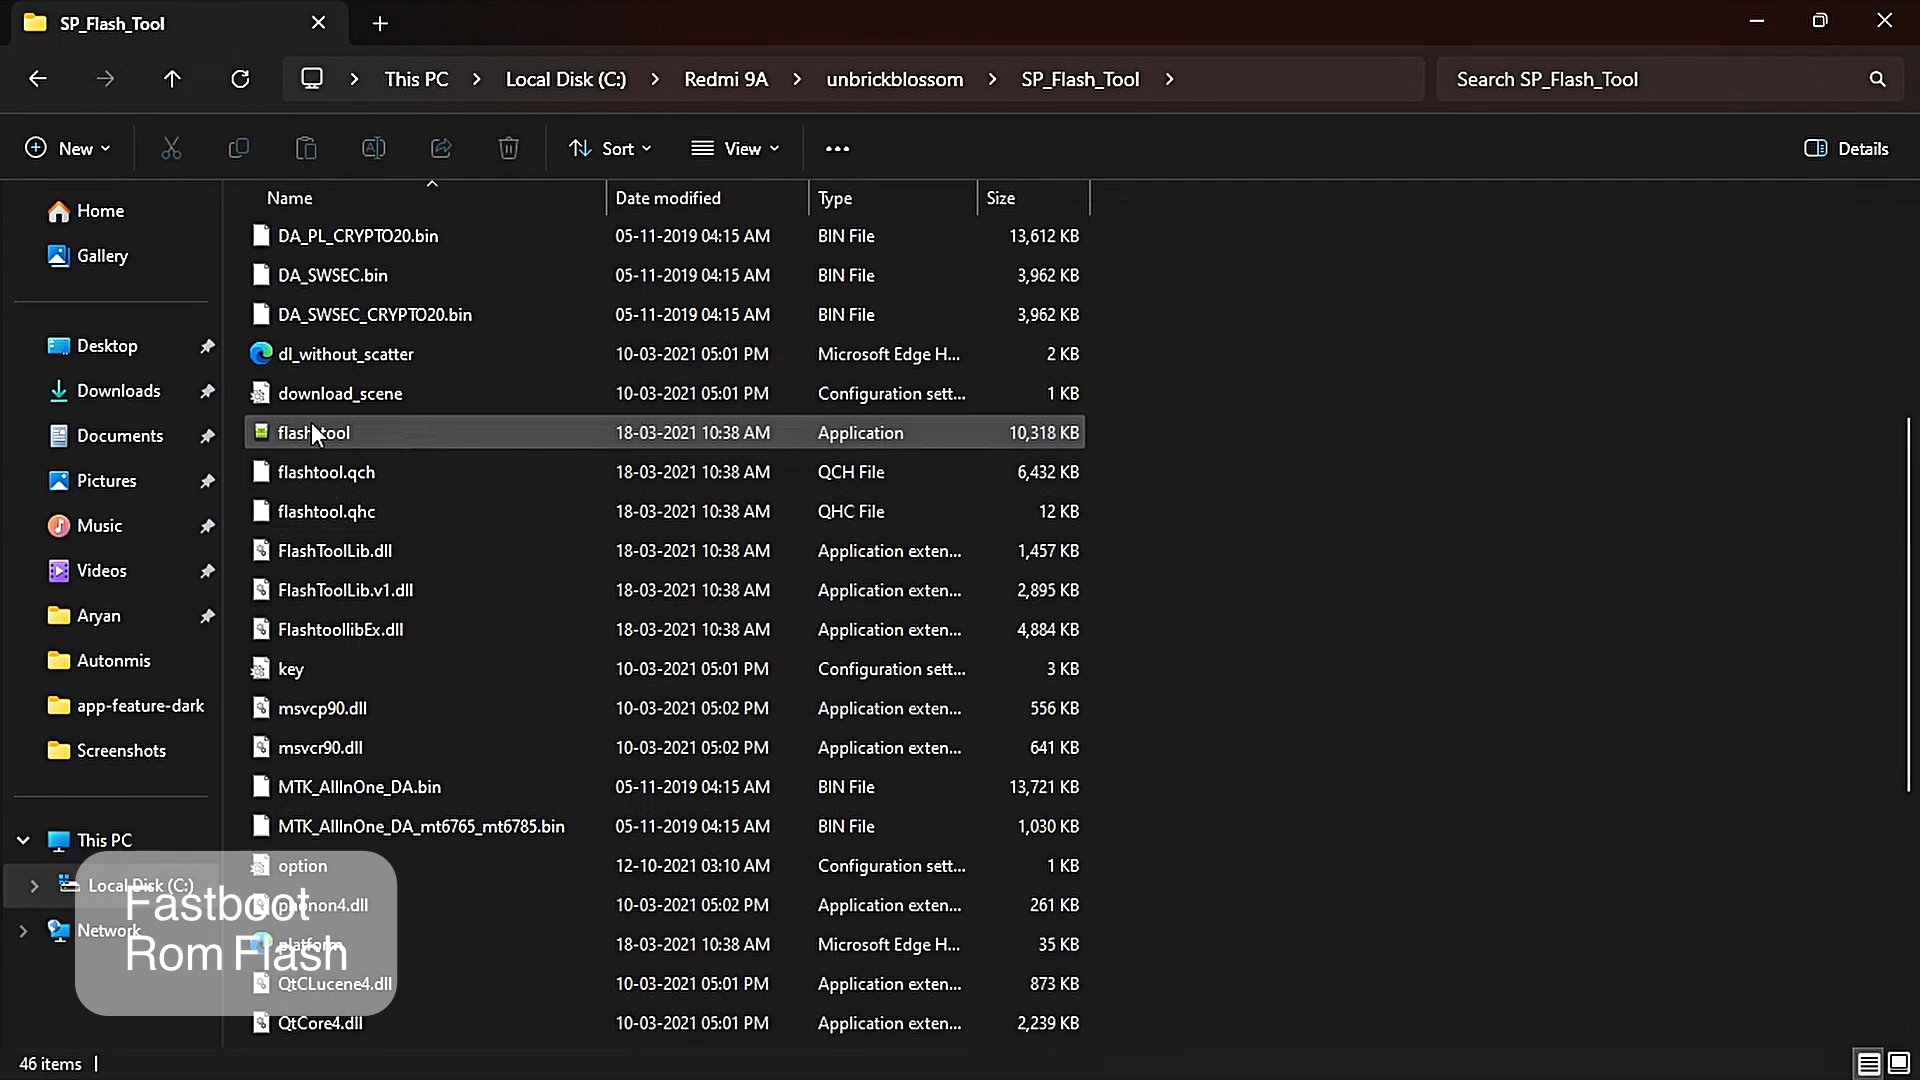 SP_Flash_Tool
This PC Local Disk (C:) Redmi 9A unbrickblossom SP_Flash_Tool
Search SP_Flash_Tool
New
Sort
View
Details
Home
Gallery
Desktop
Downloads
Documents
Pictures
Music
Videos
Aryan
Autonmis
app-feature-dark
Screenshots
This PC
Local Disk (C:)
Network
Name Date modified Type Size
DA_PL_CRYPTO20.bin 05-11-2019 04:15 AM BIN File 13,612 KB
DA_SWSEC.bin 05-11-2019 04:15 AM BIN File 3,962 KB
DA_SWSEC_CRYPTO20.bin 05-11-2019 04:15 AM BIN File 3,962 KB
dl_without_scatter 10-03-2021 05:01 PM Microsoft Edge H... 2 KB
download_scene 10-03-2021 05:01 PM Configuration sett... 1 KB
flash_tool 18-03-2021 10:38 AM Application 10,318 KB
flashtool.qch 18-03-2021 10:38 AM QCH File 6,432 KB
flashtool.qhc 18-03-2021 10:38 AM QHC File 12 KB
FlashToolLib.dll 18-03-2021 10:38 AM Application exten... 1,457 KB
FlashToolLib.v1.dll 18-03-2021 10:38 AM Application exten... 2,895 KB
FlashtoollibEx.dll 18-03-2021 10:38 AM Application exten... 4,884 KB
key 10-03-2021 05:01 PM Configuration sett... 3 KB
msvcp90.dll 10-03-2021 05:02 PM Application exten... 556 KB
msvcr90.dll 10-03-2021 05:02 PM Application exten... 641 KB
MTK_AllInOne_DA.bin 05-11-2019 04:15 AM BIN File 13,721 KB
MTK_AllInOne_DA_mt6765_mt6785.bin 05-11-2019 04:15 AM BIN File 1,030 KB
option 12-10-2021 03:10 AM Configuration sett... 1 KB
phonon4.dll 10-03-2021 05:02 PM Application exten... 261 KB
platform 18-03-2021 10:38 AM Microsoft Edge H... 35 KB
QtCLucene4.dll 10-03-2021 05:01 PM Application exten... 873 KB
QtCore4.dll 10-03-2021 05:01 PM Application exten... 2,239 KB
Fastboot
Rom Flash
46 items